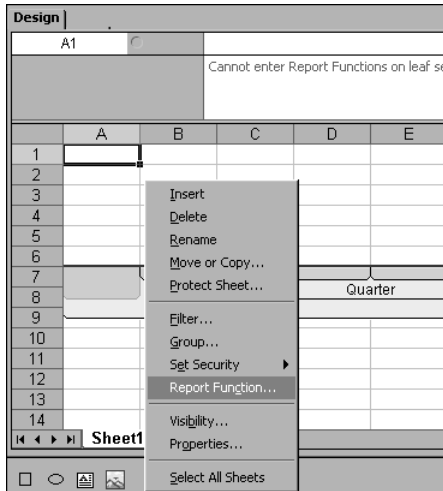 Design
A1
Cannot enter Report Functions on leaf se
A B C D E
1
2
3
4
5
6
7
8
9
10
11
12
13
14
Insert
Delete
Rename
Move or Copy...
Protect Sheet...
Filter...
Group...
Set Security
Report Function...
Visibility...
Properties...
Select All Sheets
Quarter
Sheet1